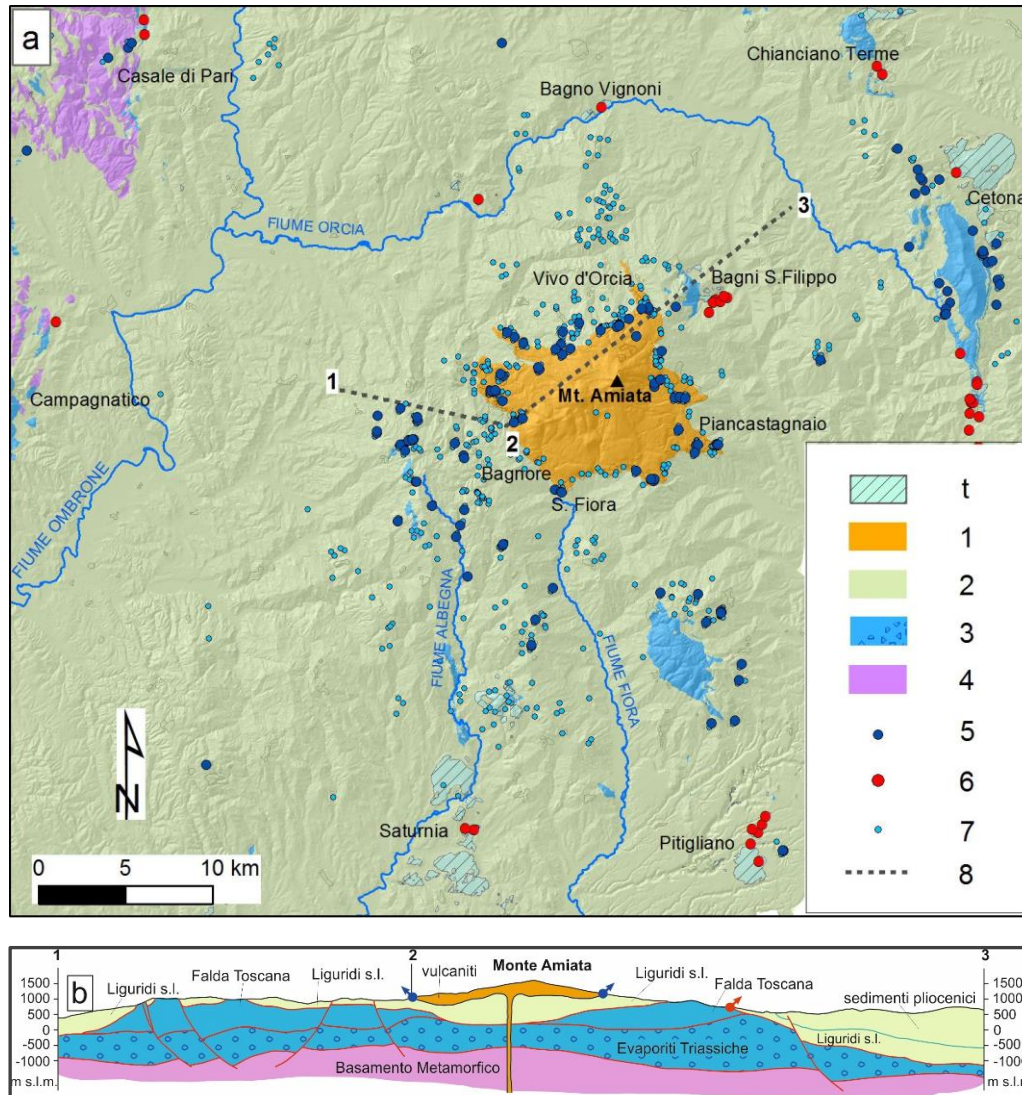 a
Casale di Pari
Chianciano Terme
Bagno Vignoni
Cetona
FIUME ORCIA
3
Vivo d'Orcia
Bagni S.Filippo
1
Mt. Amiata
Campagnatico
2
Piancastagnaio
Bagnore
S. Fiora
FIUME OMBRONE
FIUME ALBEGNA
FIUME FIORA
N
Saturnia
Pitigliano
0 5 10 km
t
1
2
3
4
5
6
7
8
1 2 3
b
Liguridi s.l.
Falda Toscana
Liguridi s.l.
vulcaniti
Monte Amiata
Liguridi s.l.
Falda Toscana
sedimenti pliocenici
Liguridi s.l.
Evaporiti Triassiche
Basamento Metamorfico
1500
1000
500
0
-500
-1000
m s.l.m.
1500
1000
500
0
-500
-1000
m s.l.m